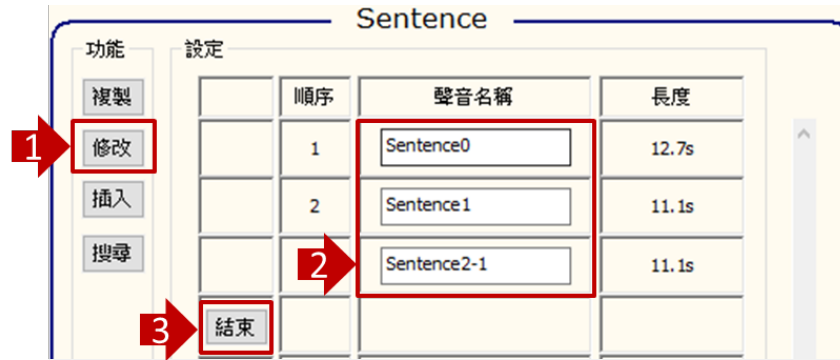 Sentence
功能 設定
複製 順序 聲音名稱 長度
1 修改 1 Sentence0 12.7s
插入 2 Sentence1 11.1s
搜尋 2 Sentence2-1 11.1s
3 結束